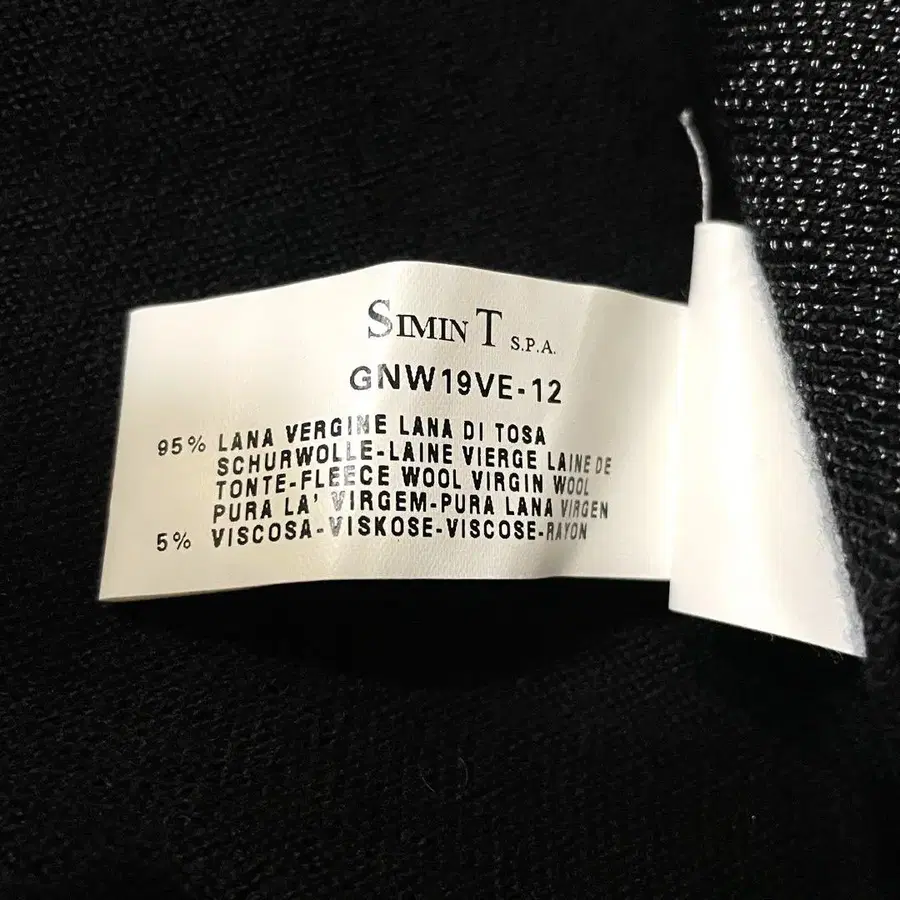 SIMIN T S.P.A.
GNW19VE-12
95% LANA VERGINE LANA DI TOSA
SCHURWOLLE-LAINE VIERGE LAINE DE
TONTE-FLEECE WOOL VIRGIN WOOL
PURA LA' VIRGEM-PURA LANA VIRGEN
5% VISCOSA-VISKOSE-VISCOSE-RAYON